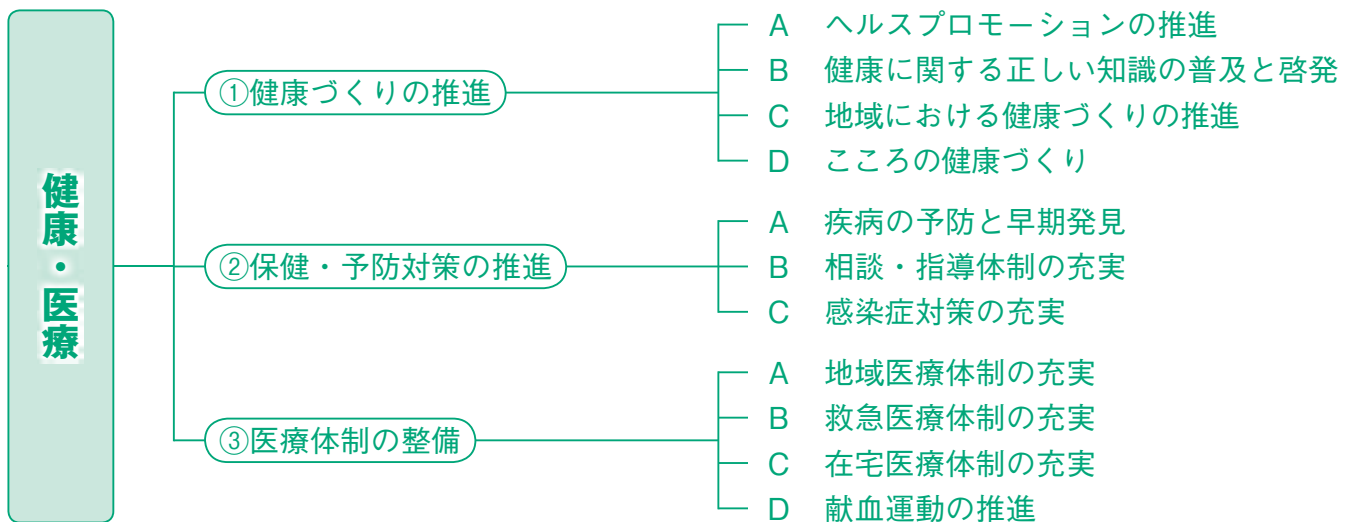 健康・医療
①健康づくりの推進
A ヘルスプロモーションの推進
B 健康に関する正しい知識の普及と啓発
C 地域における健康づくりの推進
D こころの健康づくり
②保健・予防対策の推進
A 疾病の予防と早期発見
B 相談・指導体制の充実
C 感染症対策の充実
③医療体制の整備
A 地域医療体制の充実
B 救急医療体制の充実
C 在宅医療体制の充実
D 献血運動の推進